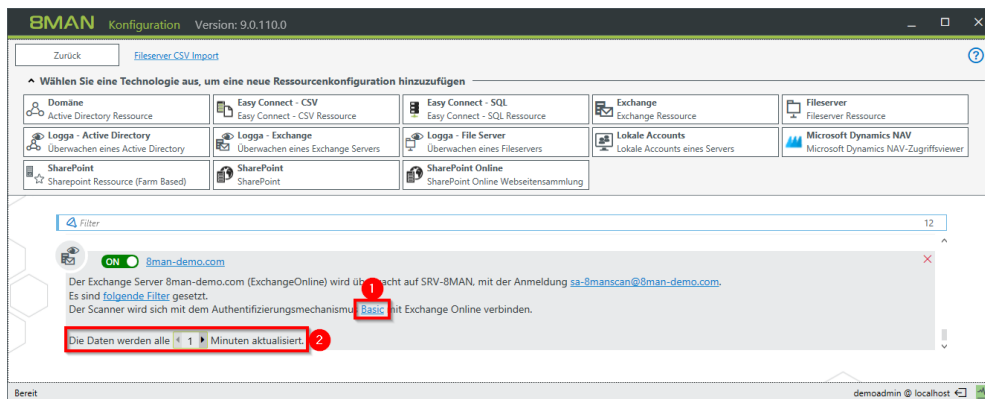 8MAN Konfiguration Version: 9.0.110.0
Zurück Fileserver CSV Import
Wählen Sie eine Technologie aus, um eine neue Ressourcenkonfiguration hinzuzufügen
Domäne
Active Directory Ressource
Easy Connect - CSV
Easy Connect - CSV Ressource
Easy Connect - SQL
Easy Connect - SQL Ressource
Exchange
Exchange Ressource
Fileserver
Fileserver Ressource
Logga - Active Directory
Überwachen eines Active Directory
Logga - Exchange
Überwachen eines Exchange Servers
Logga - File Server
Überwachen eines Fileservers
Lokale Accounts
Lokale Accounts eines Servers
Microsoft Dynamics NAV
Microsoft Dynamics NAV-Zugriffsviewer
SharePoint
Sharepoint Ressource (Farm Based)
SharePoint
SharePoint
SharePoint Online
SharePoint Online Webseitensammlung
Filter 12
ON 8man-demo.com
Der Exchange Server 8man-demo.com (ExchangeOnline) wird auf SRV-8MAN, mit der Anmeldung sa-8manscan@8man-demo.com.
1
Es sind folgende Filter gesetzt.
Der Scanner wird sich mit dem Authentifizierungsmechanismus Basic mit Exchange Online verbinden.
Die Daten werden alle 1 Minuten aktualisiert. 2
Bereit demoadmin @ localhost